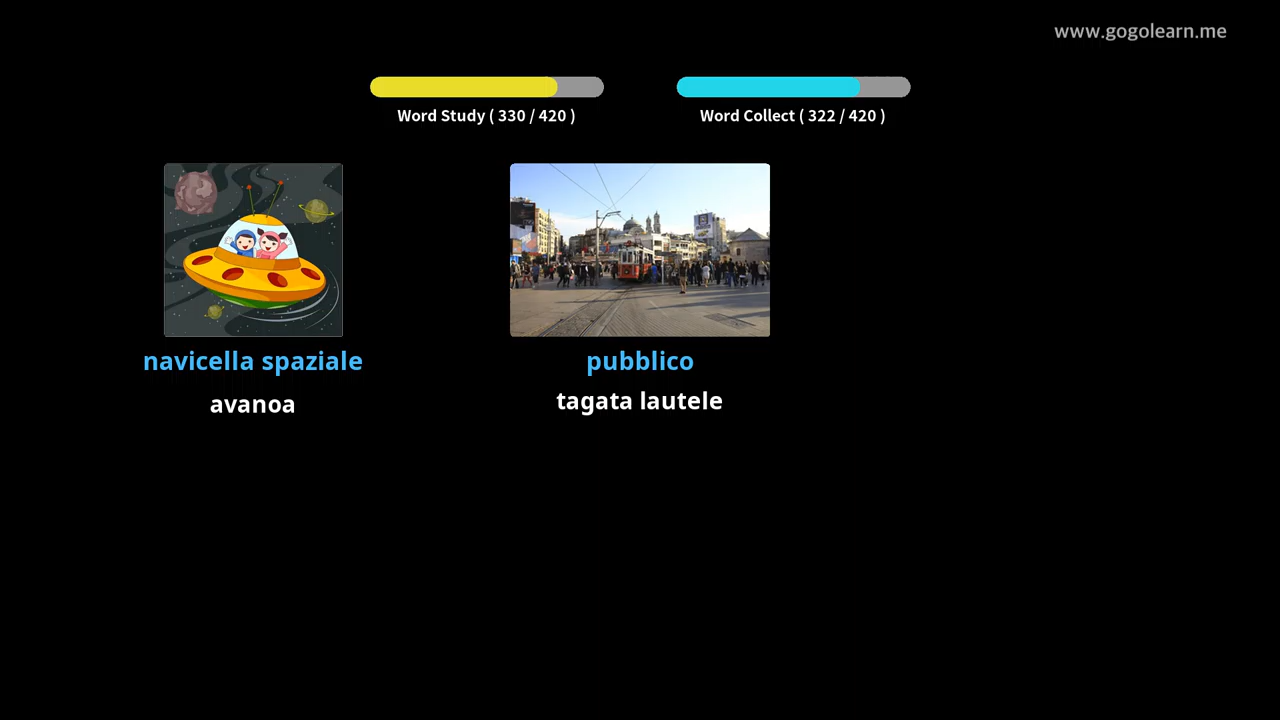 www.gogolearn.me
Word Study ( 330 / 420 )
Word Collect ( 322 / 420 )
navicella spaziale
pubblico
avanoa
tagata lautele